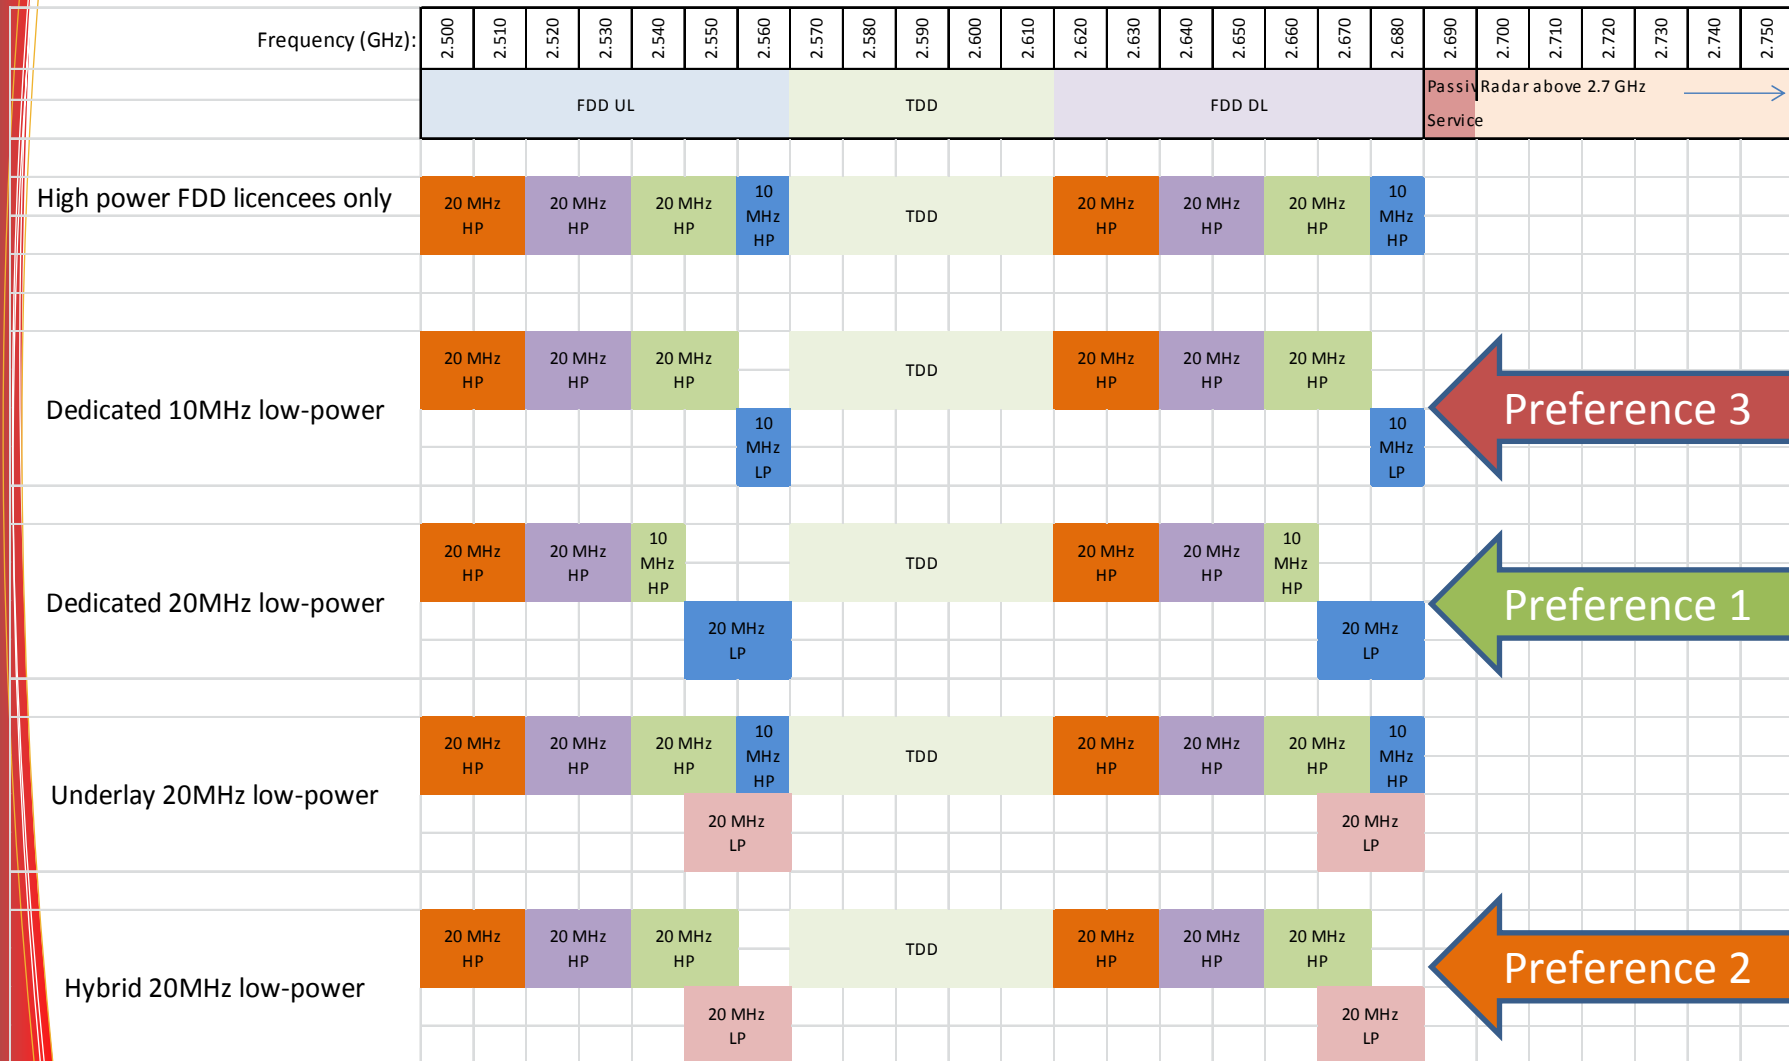 Frequency (GHz): 2.500 2.510 2.520 2.530 2.540 2.550 2.560 2.570 2.580 2.590 2.600 2.610 2.620 2.630 2.640 2.650 2.660 2.670 2.680 2.690 2.700 2.710 2.720 2.730 2.740 2.750
FDD UL TDD FDD DL Passiv Radar above 2.7 GHz
Service
High power FDD licencees only
20 MHz 20 MHz 20 MHz 10 TDD 20 MHz 20 MHz 20 MHz 10
HP HP HP MHz HP HP HP MHz
HP HP
Dedicated 10MHz low-power
20 MHz 20 MHz 20 MHz TDD 20 MHz 20 MHz 20 MHz
HP HP HP HP HP HP
10 10
MHz MHz
LP LP
Preference 3
Dedicated 20MHz low-power
20 MHz 20 MHz 10 TDD 20 MHz 20 MHz 10
HP HP MHz HP HP MHz
HP HP
20 MHz 20 MHz
LP LP
Preference 1
Underlay 20MHz low-power
20 MHz 20 MHz 20 MHz 10 TDD 20 MHz 20 MHz 20 MHz 10
HP HP HP MHz HP HP HP MHz
HP HP
20 MHz 20 MHz
LP LP
Hybrid 20MHz low-power
20 MHz 20 MHz 20 MHz TDD 20 MHz 20 MHz 20 MHz
HP HP HP HP HP HP
20 MHz 20 MHz
LP LP
Preference 2